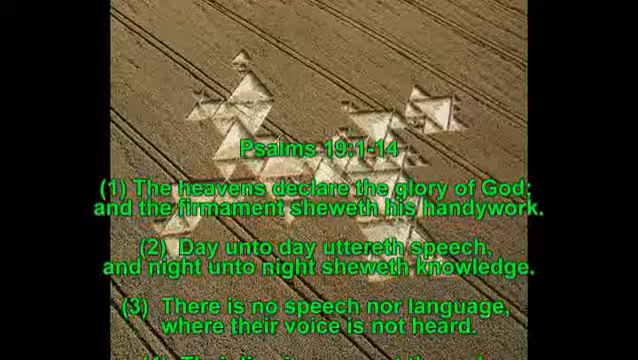 Psalms 19:1-14
(1) The heavens declare the glory of God;
and the firmament sheweth his handywork.
(2) Day unto day uttereth speech,
and night unto night sheweth knowledge.
(3) There is no speech nor language,
where their voice is not heard.